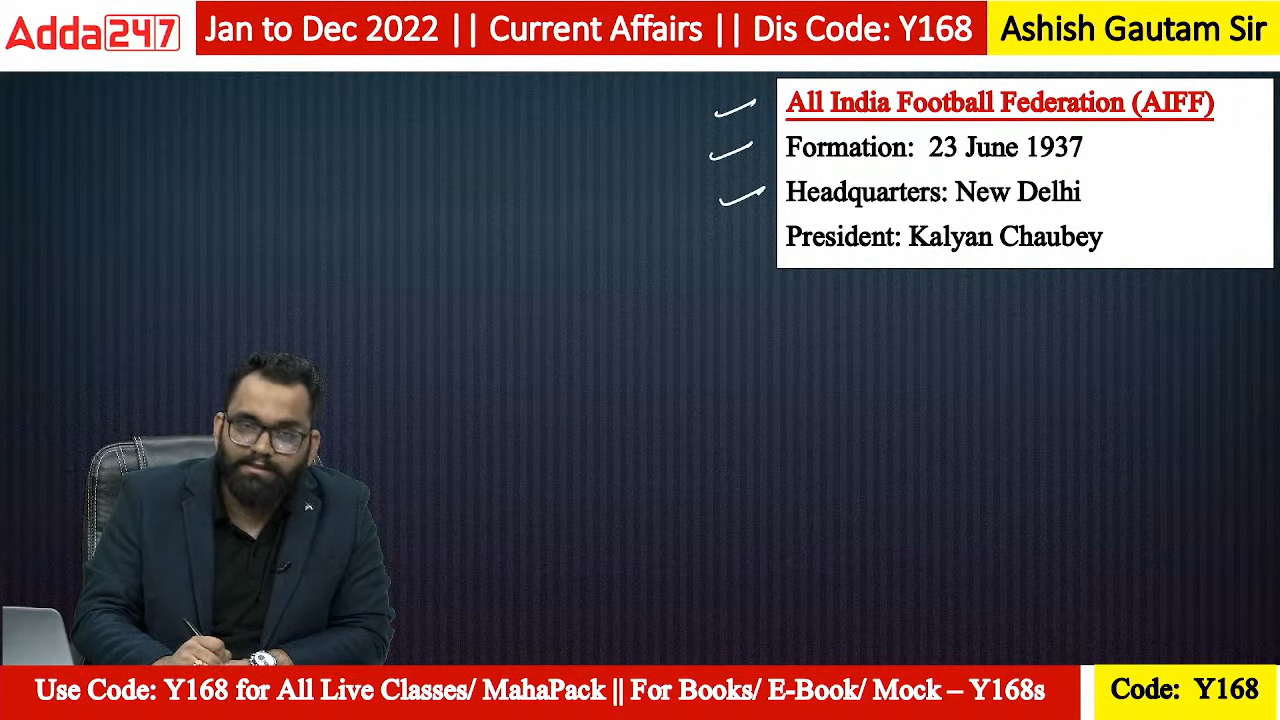 Adda247
Jan to Dec 2022 || Current Affairs || Dis Code: Y168
Ashish Gautam Sir
All India Football Federation (AIFF)
Formation: 23 June 1937
Headquarters: New Delhi
President: Kalyan Chaubey
Use Code: Y168 for All Live Classes/ MahaPack || For Books/ E-Book/ Mock – Y168s
Code: Y168